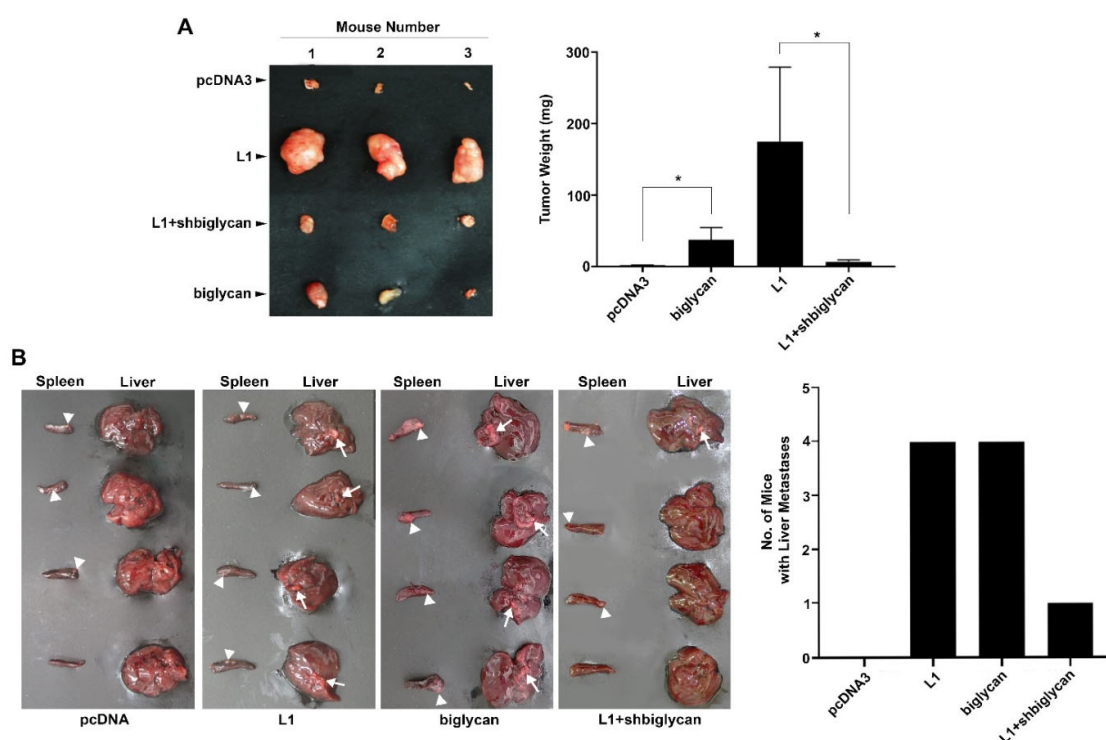 A
Mouse Number
1 2 3
pcDNA3
L1
L1+shbiglycan
biglycan
Tumor Weight (mg)
300
200
100
0
*
*
pcDNA3
biglycan
L1
L1+shbiglycan
B
Spleen Liver Spleen Liver Spleen Liver Spleen Liver
pcDNA L1 biglycan L1+shbiglycan
No. of Mice
with Liver Metastases
5
4
3
2
1
0
pcDNA3
L1
biglycan
L1+shbiglycan